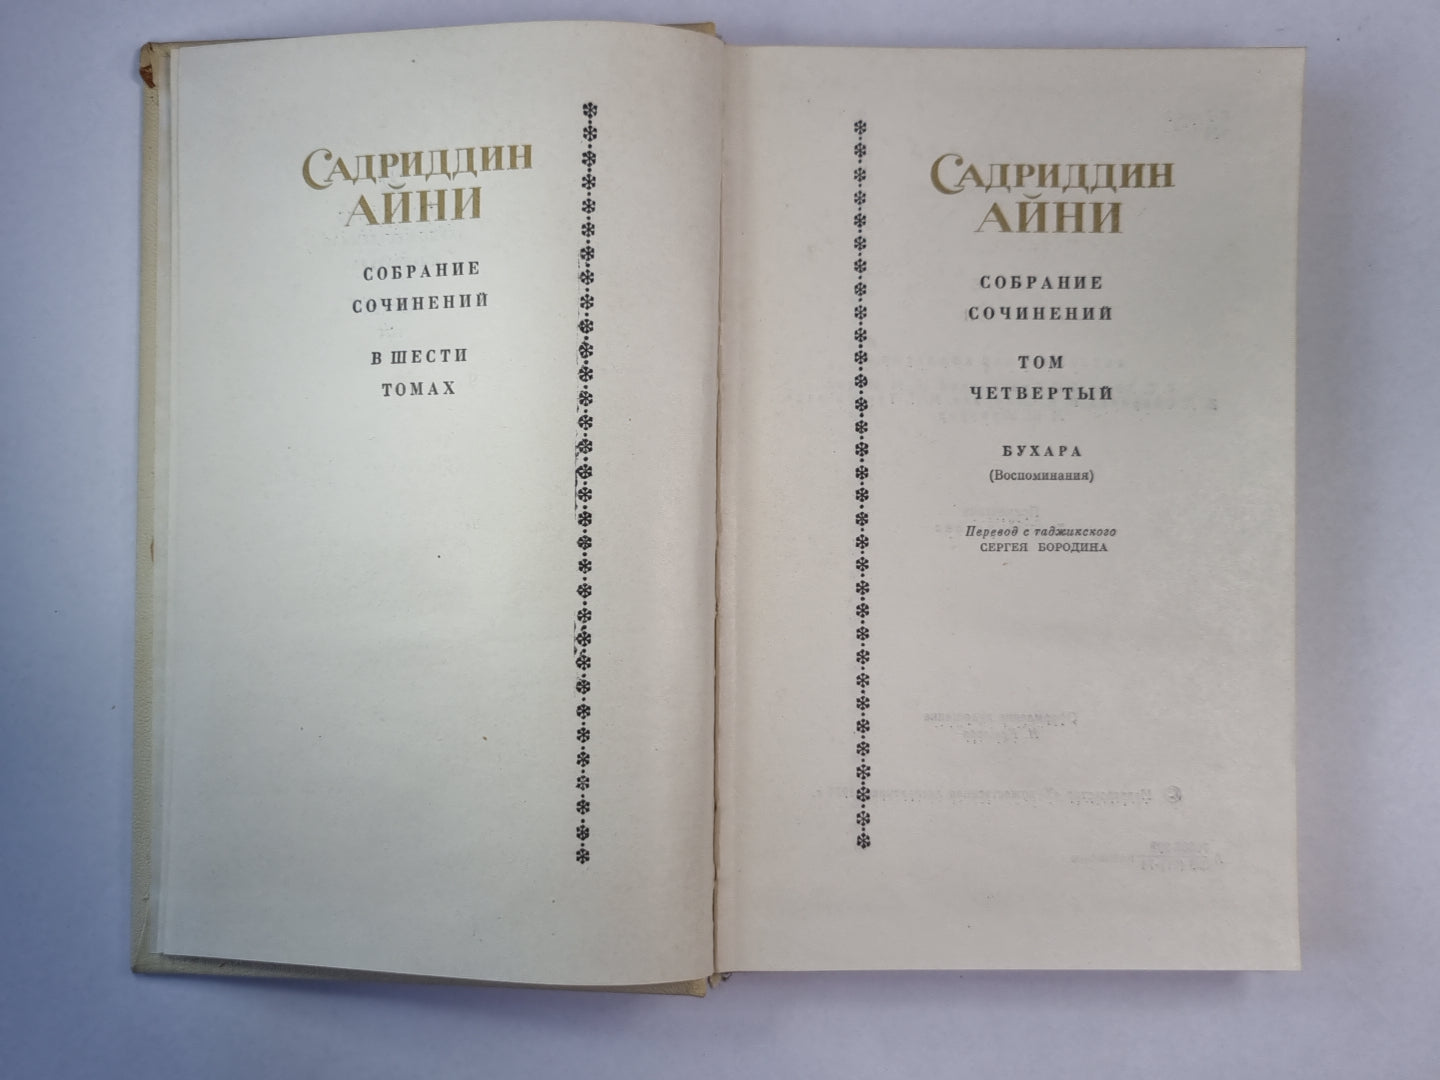 САДРИДДИН
АЙНИ
СОБРАНИЕ
СОЧИНЕНИЙ
В ШЕСТИ
ТОМАХ
САДРИДДИН
АЙНИ
СОБРАНИЕ
СОЧИНЕНИЙ
ТОМ
ЧЕТВЕРТЫЙ
БУХАРА
(Воспоминания)
Перевод с таджикского
СЕРГЕЯ БОРОДИНА